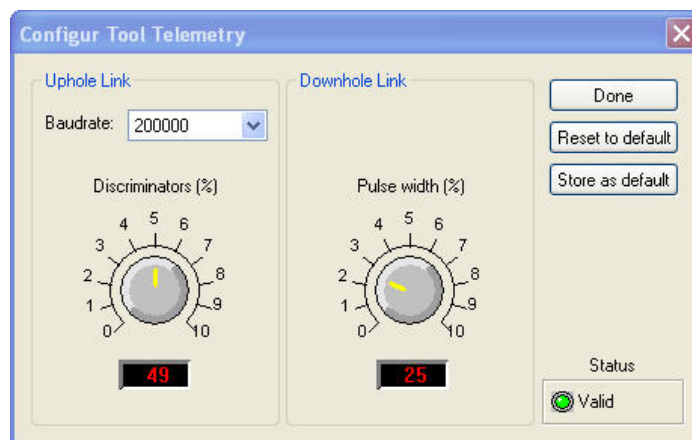 Configur Tool Telemetry
Uphole Link
Baudrate: 200000
Discriminators (%)
0 1 2 3 4 5 6 7 8 9 10
49
Downhole Link
Pulse width (%)
0 1 2 3 4 5 6 7 8 9 10
25
Done
Reset to default
Store as default
Status
Valid